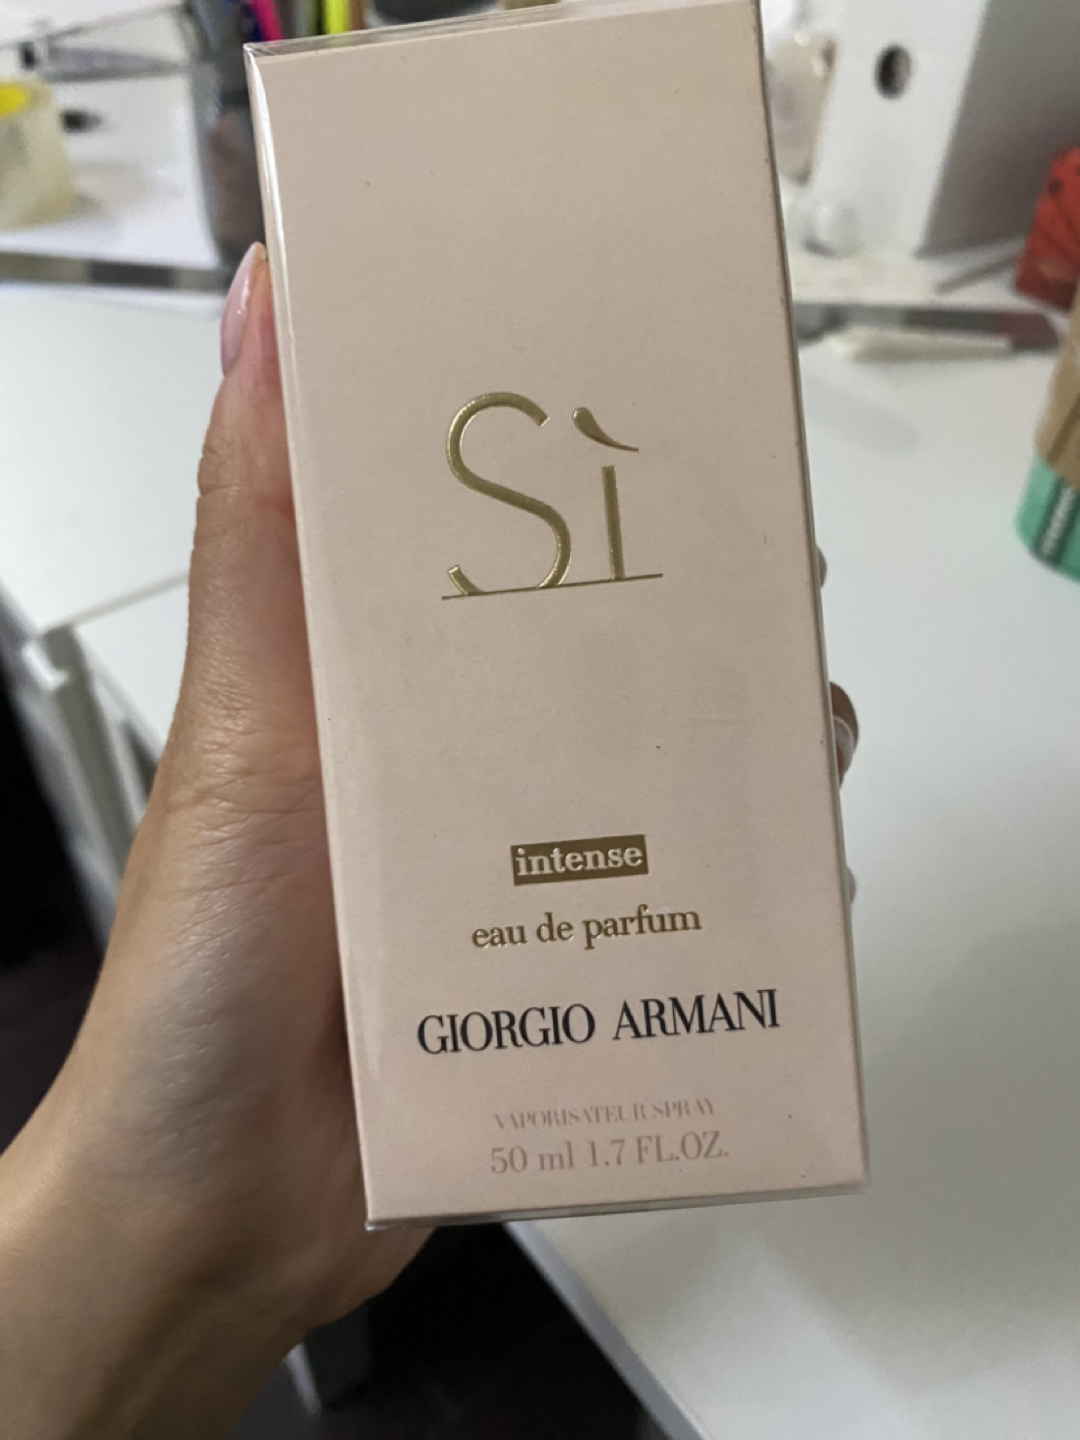 Sì
intense
eau de parfum
GIORGIO ARMANI
VAPORISATEUR SPRAY
50 ml 1.7 FL.OZ.